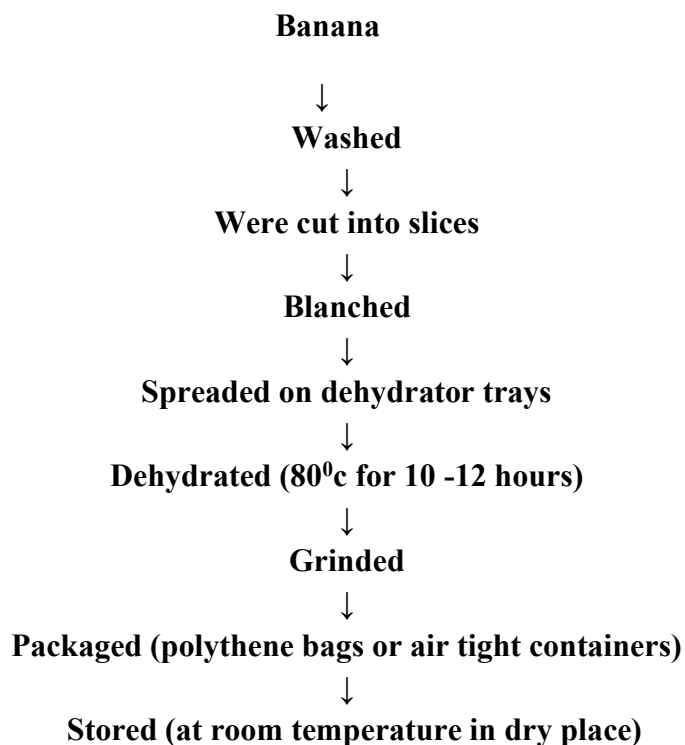 Banana
↓
Washed
↓
Were cut into slices
↓
Blanched
↓
Spreaded on dehydrator trays
↓
Dehydrated (80⁰c for 10 -12 hours)
↓
Grinded
↓
Packaged (polythene bags or air tight containers)
↓
Stored (at room temperature in dry place)